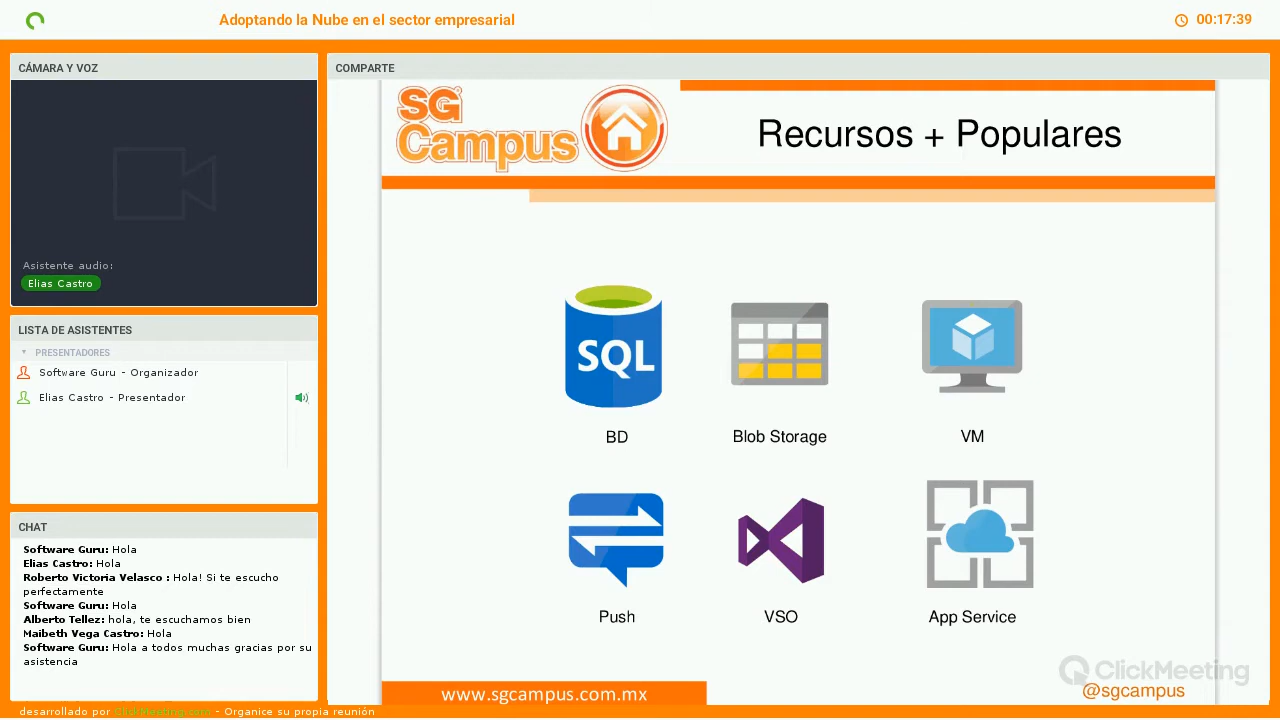 Adoptando la Nube en el sector empresarial
00:17:39
CÁMARA Y VOZ
Asistente audio:
Elias Castro
LISTA DE ASISTENTES
PRESENTADORES
Software Guru - Organizador
Elias Castro - Presentador
CHAT
Software Guru: Hola
Elias Castro: Hola
Roberto Victoria Velasco : Hola! Si te escucho
perfectamente
Software Guru: Hola
Alberto Tellez: hola, te escuchamos bien
Maibeth Vega Castro: Hola
Software Guru: Hola a todos muchas gracias por su
asistencia
desarrollado por ClickMeeting.com - Organice su propia reunión
COMPARTE
SG
Campus
Recursos + Populares
SQL
BD
Blob Storage
VM
Push
VSO
App Service
www.sgcampus.com.mx
ClickMeeting
@sgcampus